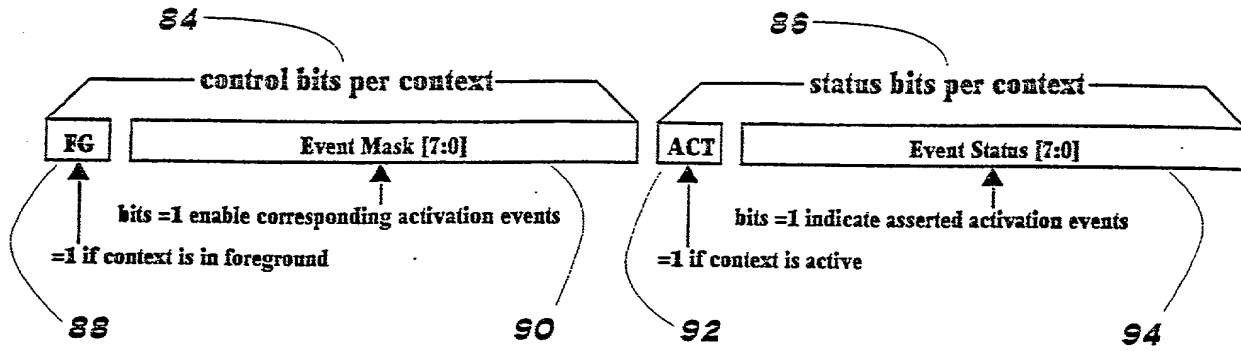 84
86
control bits per context
status bits per context
FG
Event Mask [7:0]
ACT
Event Status [7:0]
bits =1 enable corresponding activation events
bits =1 indicate asserted activation events
=1 if context is in foreground
=1 if context is active
88
90
92
94